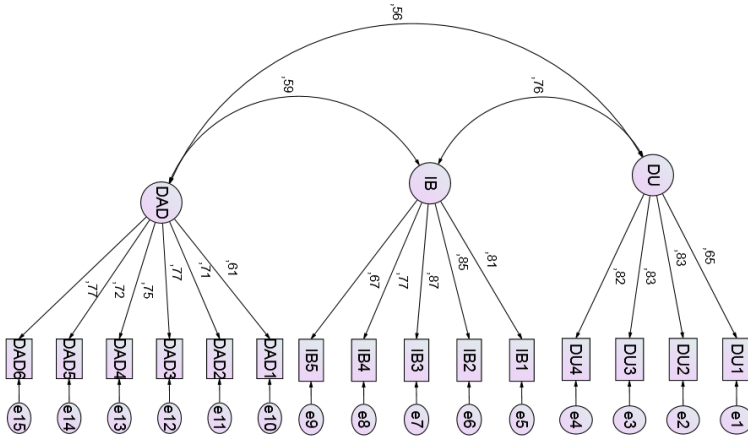 DU1
e1
,65
DU2
e2
,83
DU
,83
DU3
e3
,82
DU4
e4
,76
IB1
e5
,81
,85
IB2
e6
IB
,87
IB3
e7
,56
,77
IB4
e8
,67
IB5
e9
,59
DAD1
e10
,61
,71
DAD2
e11
DAD
,77
DAD3
e12
,75
DAD4
e13
,72
DAD5
e14
,77
DAD6
e15